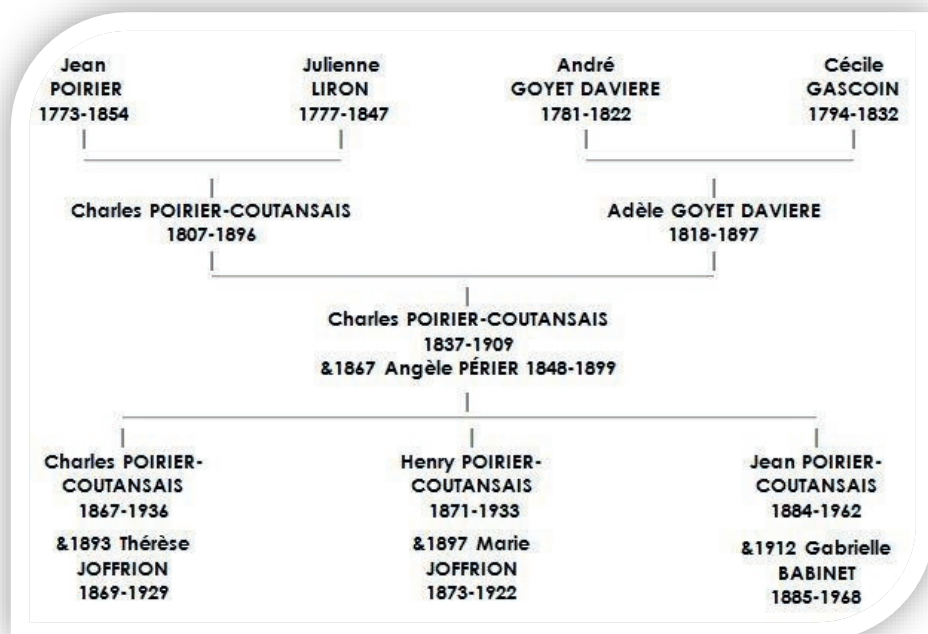 Jean
POIRIER
1773-1854
Julienne
LIRON
1777-1847
André
GOYET DAVIERE
1781-1822
Cécile
GASCOIN
1794-1832
Charles POIRIER-COUTANSAIS
1807-1896
Adèle GOYET DAVIERE
1818-1897
Charles POIRIER-COUTANSAIS
1837-1909
&1867 Angèle PÉRIER 1848-1899
Charles POIRIER-
COUTANSAIS
1867-1936
&1893 Thérèse
JOFFRION
1869-1929
Henry POIRIER-
COUTANSAIS
1871-1933
&1897 Marie
JOFFRION
1873-1922
Jean POIRIER-
COUTANSAIS
1884-1962
&1912 Gabrielle
BABINET
1885-1968